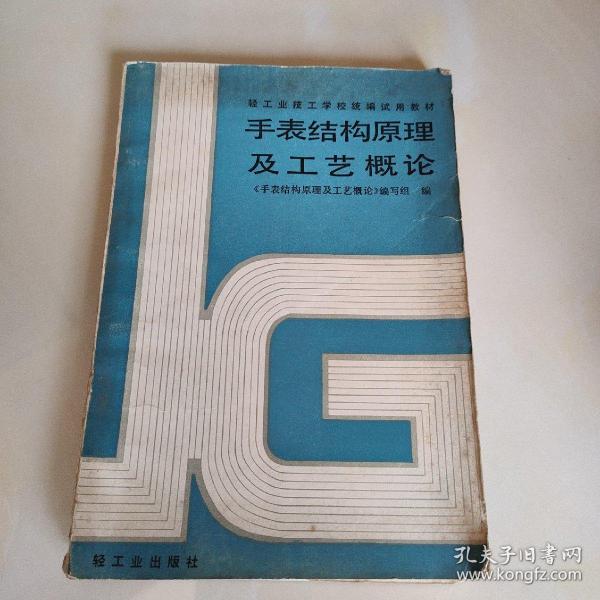 轻工业技工学校统编试用教材
手表结构原理
及工艺概论
《手表结构原理及工艺概论》编写组 编
轻工业出版社
孔夫子旧书网
www.kongfz.com